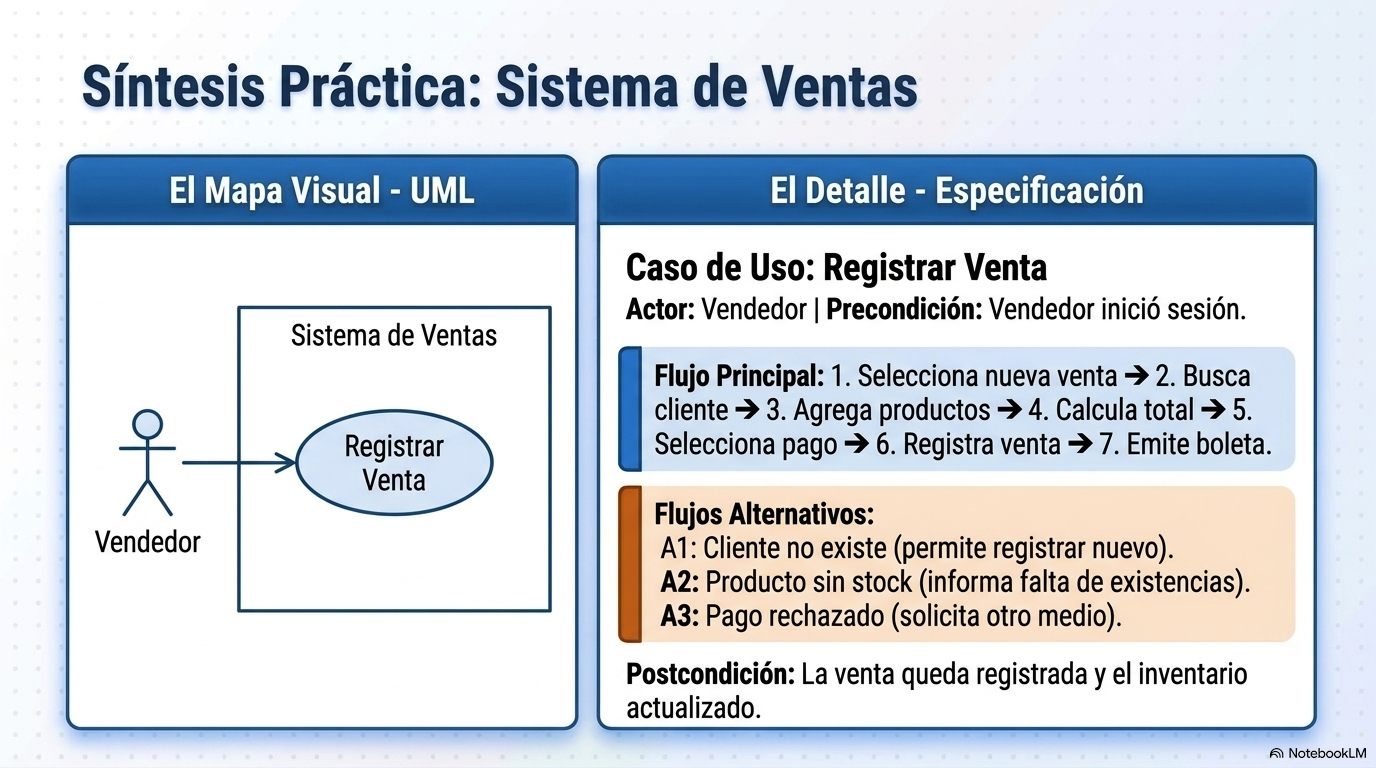 Síntesis Práctica: Sistema de Ventas
El Mapa Visual - UML
Sistema de Ventas
Registrar
Venta
Vendedor
El Detalle - Especificación
Caso de Uso: Registrar Venta
Actor: Vendedor | Precondición: Vendedor inició sesión.
Flujo Principal: 1. Selecciona nueva venta ➔ 2. Busca
cliente ➔ 3. Agrega productos ➔ 4. Calcula total ➔ 5.
Selecciona pago ➔ 6. Registra venta ➔ 7. Emite boleta.
Flujos Alternativos:
A1: Cliente no existe (permite registrar nuevo).
A2: Producto sin stock (informa falta de existencias).
A3: Pago rechazado (solicita otro medio).
Postcondición: La venta queda registrada y el inventario
actualizado.
NotebookLM